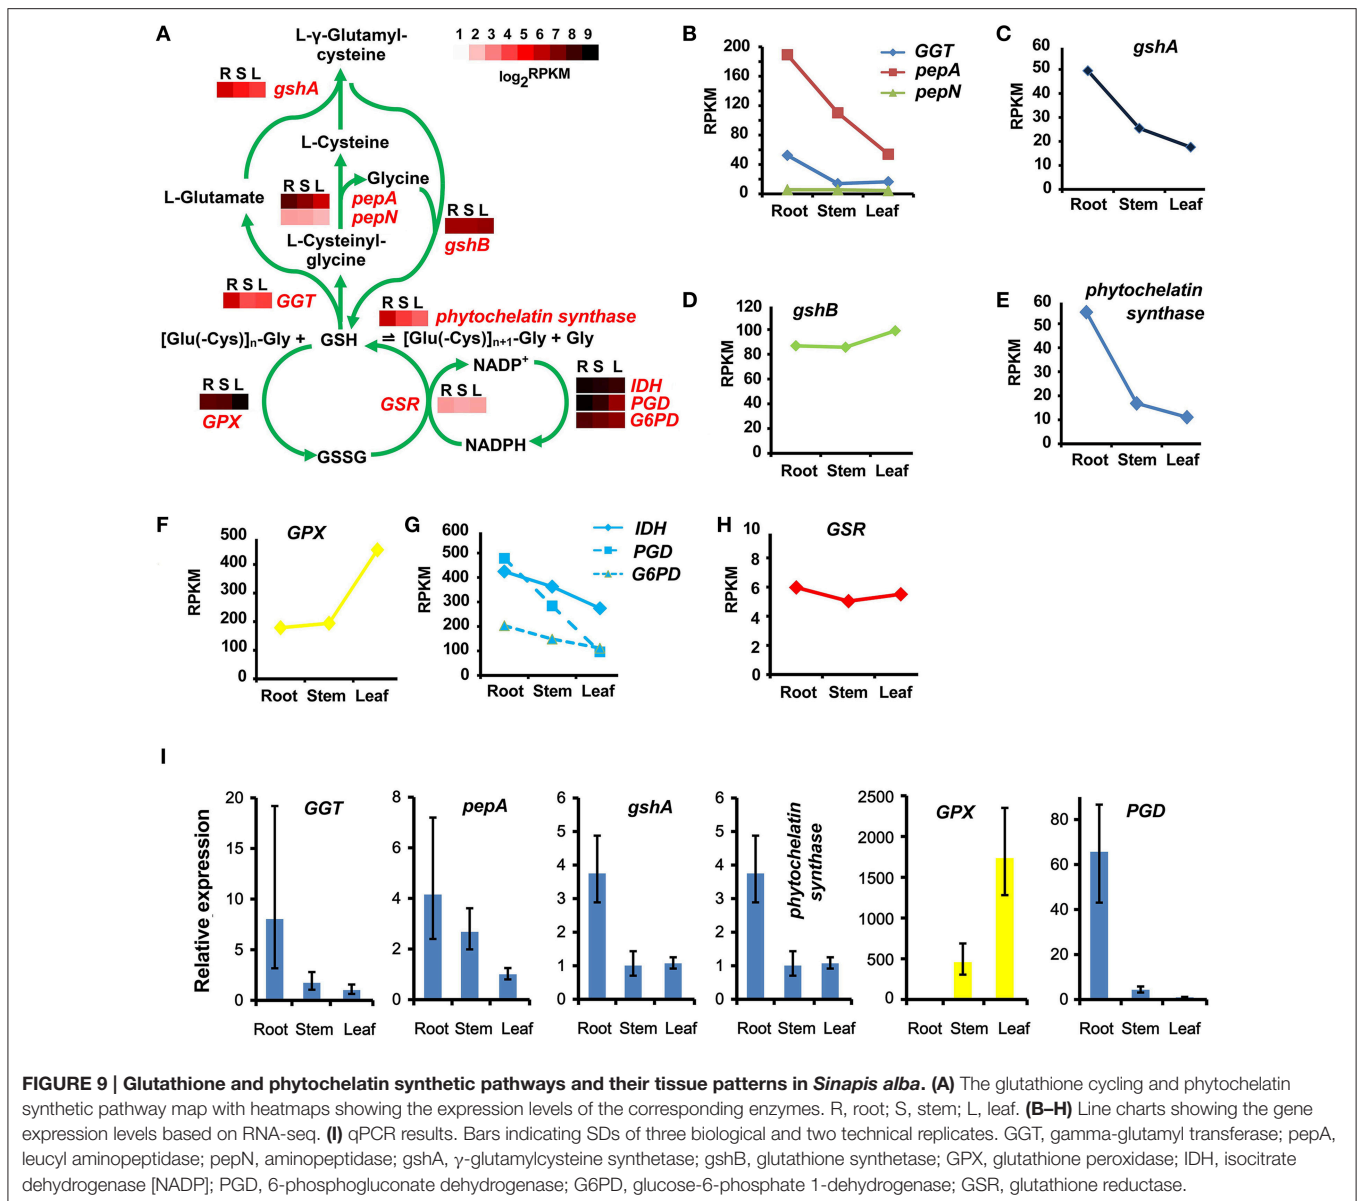 A
L-γ-Glutamyl-
cysteine
1 2 3 4 5 6 7 8 9
log2RPKM
R S L
gshA
L-Cysteine
Glycine
R S L
pepA
pepN
L-Glutamate
R S L
gshB
L-Cysteinyl-
glycine
R S L
GGT
R S L
phytochelatin synthase
[Glu(-Cys)]n-Gly + GSH ⇌ [Glu(-Cys)]n+1-Gly + Gly
NADP+
R S L
GPX
GSR
R S L
R S L
IDH
PGD
G6PD
NADPH
GSSG
B
RPKM
200
160
120
80
40
0
GGT
pepA
pepN
Root Stem Leaf
C
gshA
RPKM
60
50
40
30
20
10
0
Root Stem Leaf
D
gshB
RPKM
120
100
80
60
40
20
0
Root Stem Leaf
E
phytochelatin
synthase
RPKM
60
50
40
30
20
10
0
Root Stem Leaf
F
GPX
RPKM
500
400
300
200
100
0
Root Stem Leaf
G
RPKM
600
500
400
300
200
100
0
IDH
PGD
G6PD
Root Stem Leaf
H
GSR
RPKM
10
8
6
4
2
0
Root Stem Leaf
I
Relative expression
GGT
20
15
10
5
0
Root Stem Leaf
pepA
8
6
4
2
0
Root Stem Leaf
gshA
6
5
4
3
2
1
0
Root Stem Leaf
phytochelatin
synthase
6
5
4
3
2
1
0
Root Stem Leaf
GPX
2500
2000
1500
1000
500
0
Root Stem Leaf
PGD
80
60
40
20
0
Root Stem Leaf
FIGURE 9 | Glutathione and phytochelatin synthetic pathways and their tissue patterns in Sinapis alba. (A) The glutathione cycling and phytochelatin
synthetic pathway map with heatmaps showing the expression levels of the corresponding enzymes. R, root; S, stem; L, leaf. (B–H) Line charts showing the gene
expression levels based on RNA-seq. (I) qPCR results. Bars indicating SDs of three biological and two technical replicates. GGT, gamma-glutamyl transferase; pepA,
leucyl aminopeptidase; pepN, aminopeptidase; gshA, γ-glutamylcysteine synthetase; gshB, glutathione synthetase; GPX, glutathione peroxidase; IDH, isocitrate
dehydrogenase [NADP]; PGD, 6-phosphogluconate dehydrogenase; G6PD, glucose-6-phosphate 1-dehydrogenase; GSR, glutathione reductase.